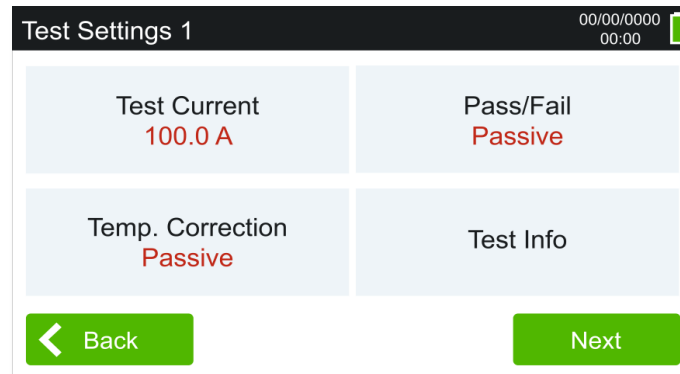 Test Settings 1
00/00/0000
00:00
Test Current
100.0 A
Pass/Fail
Passive
Temp. Correction
Passive
Test Info
Back
Next